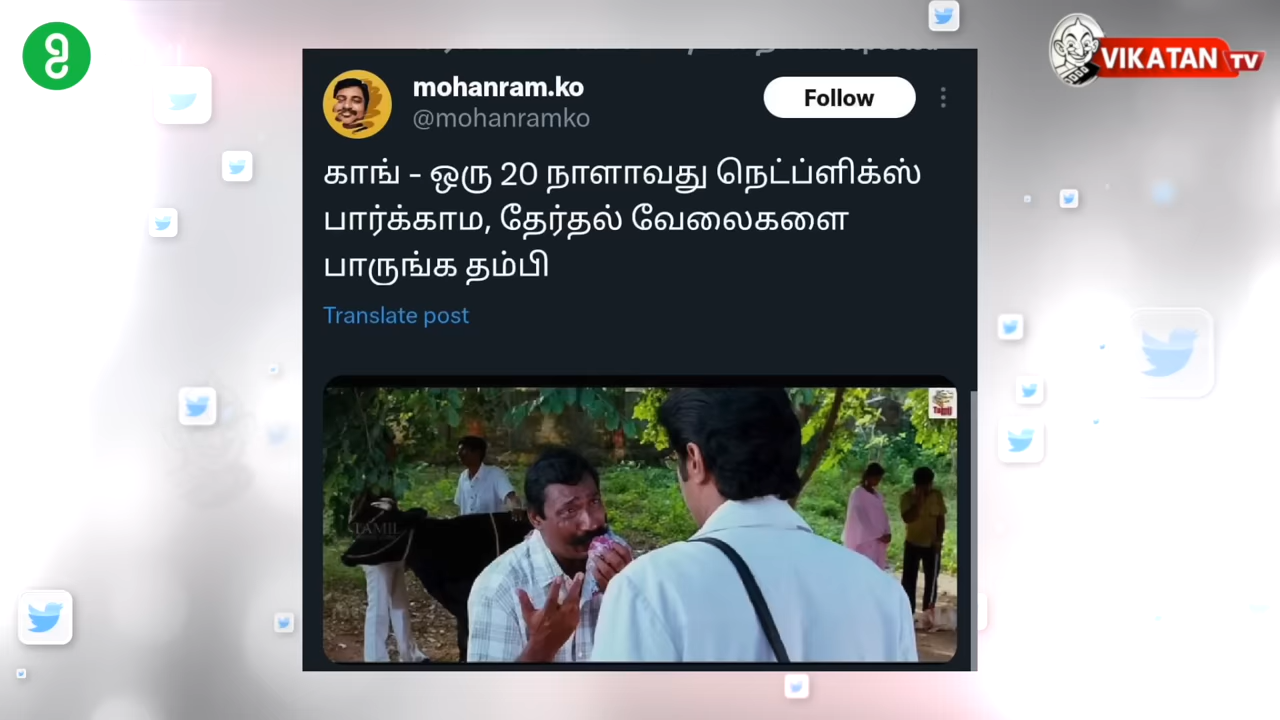 VIKATAN TV
mohanram.ko
Follow
@mohanramko
காங் - ஒரு 20 நாளாவது நெட்ப்ளிக்ஸ்
பார்க்காம, தேர்தல் வேலைகளை
பாருங்க தம்பி
Translate post
TAMIL